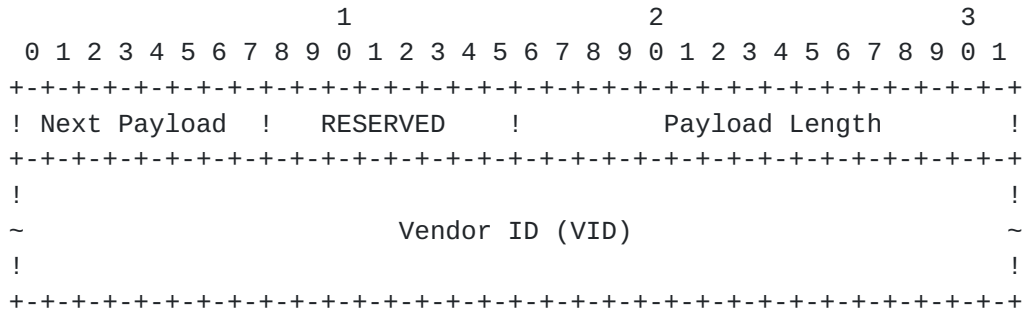 1                   2                   3
 0 1 2 3 4 5 6 7 8 9 0 1 2 3 4 5 6 7 8 9 0 1 2 3 4 5 6 7 8 9 0 1
+-+-+-+-+-+-+-+-+-+-+-+-+-+-+-+-+-+-+-+-+-+-+-+-+-+-+-+-+-+-+-+-+
! Next Payload  !   RESERVED    !         Payload Length        !
+-+-+-+-+-+-+-+-+-+-+-+-+-+-+-+-+-+-+-+-+-+-+-+-+-+-+-+-+-+-+-+-+
!                                                               !
~                        Vendor ID (VID)                        ~
!                                                               !
+-+-+-+-+-+-+-+-+-+-+-+-+-+-+-+-+-+-+-+-+-+-+-+-+-+-+-+-+-+-+-+-+